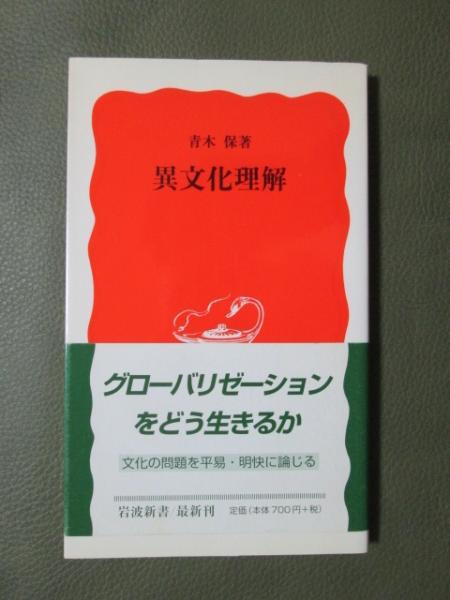 青木 保著
異文化理解
グローバリゼーション
をどう生きるか
文化の問題を平易・明快に論じる
岩波新書/最新刊 定価(本体700円+税)